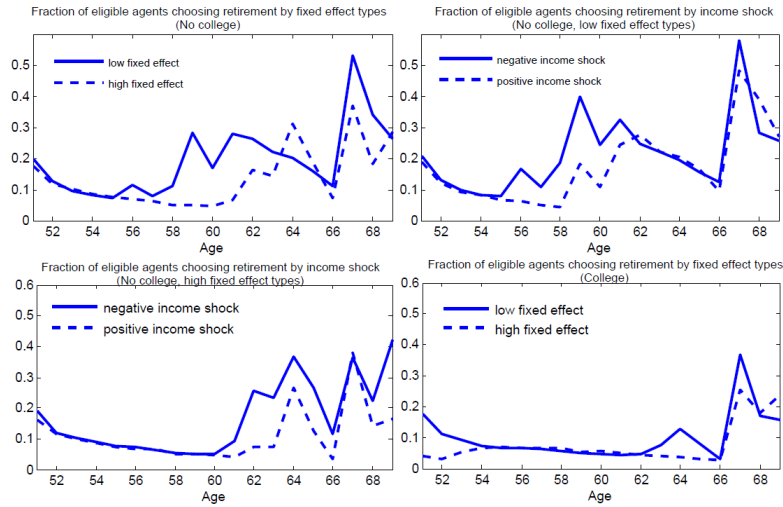 Fraction of eligible agents choosing retirement by fixed effect types
(No college)
0.5
0.4
0.3
0.2
0.1
0
low fixed effect
high fixed effect
52 54 56 58 60 62 64 66 68
Age
Fraction of eligible agents choosing retirement by income shock
(No college, low fixed effect types)
0.5
0.4
0.3
0.2
0.1
0
negative income shock
positive income shock
52 54 56 58 60 62 64 66 68
Age
Fraction of eligible agents choosing retirement by income shock
(No college, high fixed effect types)
0.6
0.5
0.4
0.3
0.2
0.1
0
negative income shock
positive income shock
52 54 56 58 60 62 64 66 68
Age
Fraction of eligible agents choosing retirement by fixed effect types
(College)
0.6
0.5
0.4
0.3
0.2
0.1
0
low fixed effect
high fixed effect
52 54 56 58 60 62 64 66 68
Age